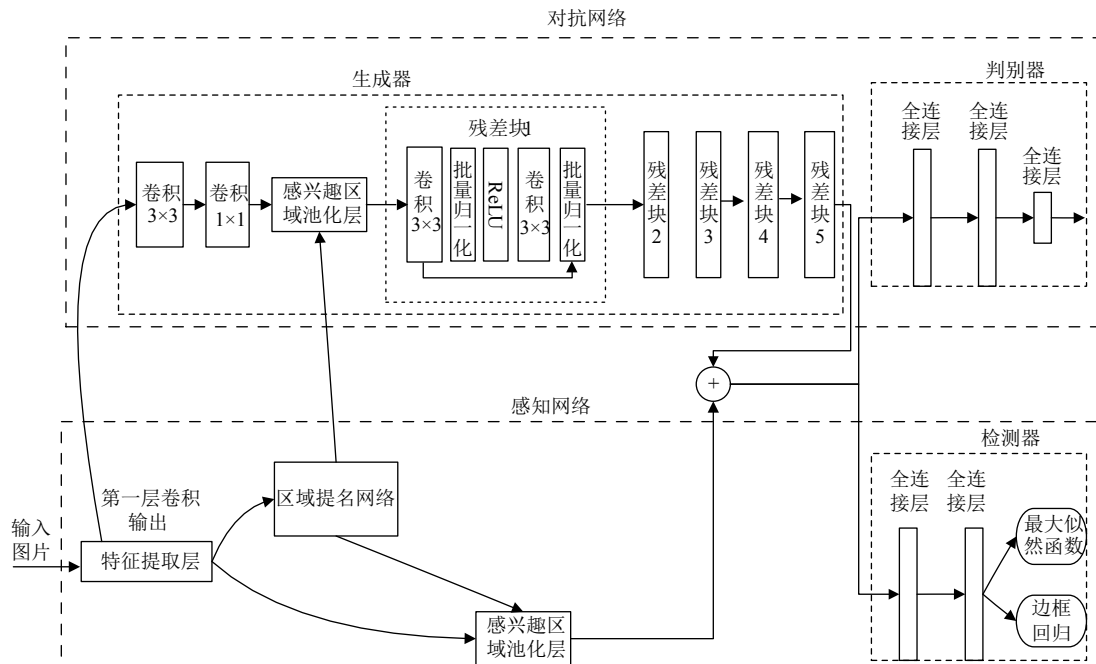 对抗网络
生成器
判别器
残差块1
全连
接层
全连
接层
全连
接层
卷积
3×3
卷积
1×1
感兴趣区
域池化层
卷积
3×3
批量归一化
ReLU
卷积
3×3
批量归一化
残差块
2
残差块
3
残差块
4
残差块
5
+
感知网络
检测器
第一层卷积
输出
区域提名网络
全连
接层
全连
接层
输入
图片
特征提取层
最大似
然函数
感兴趣区
域池化层
边框
回归